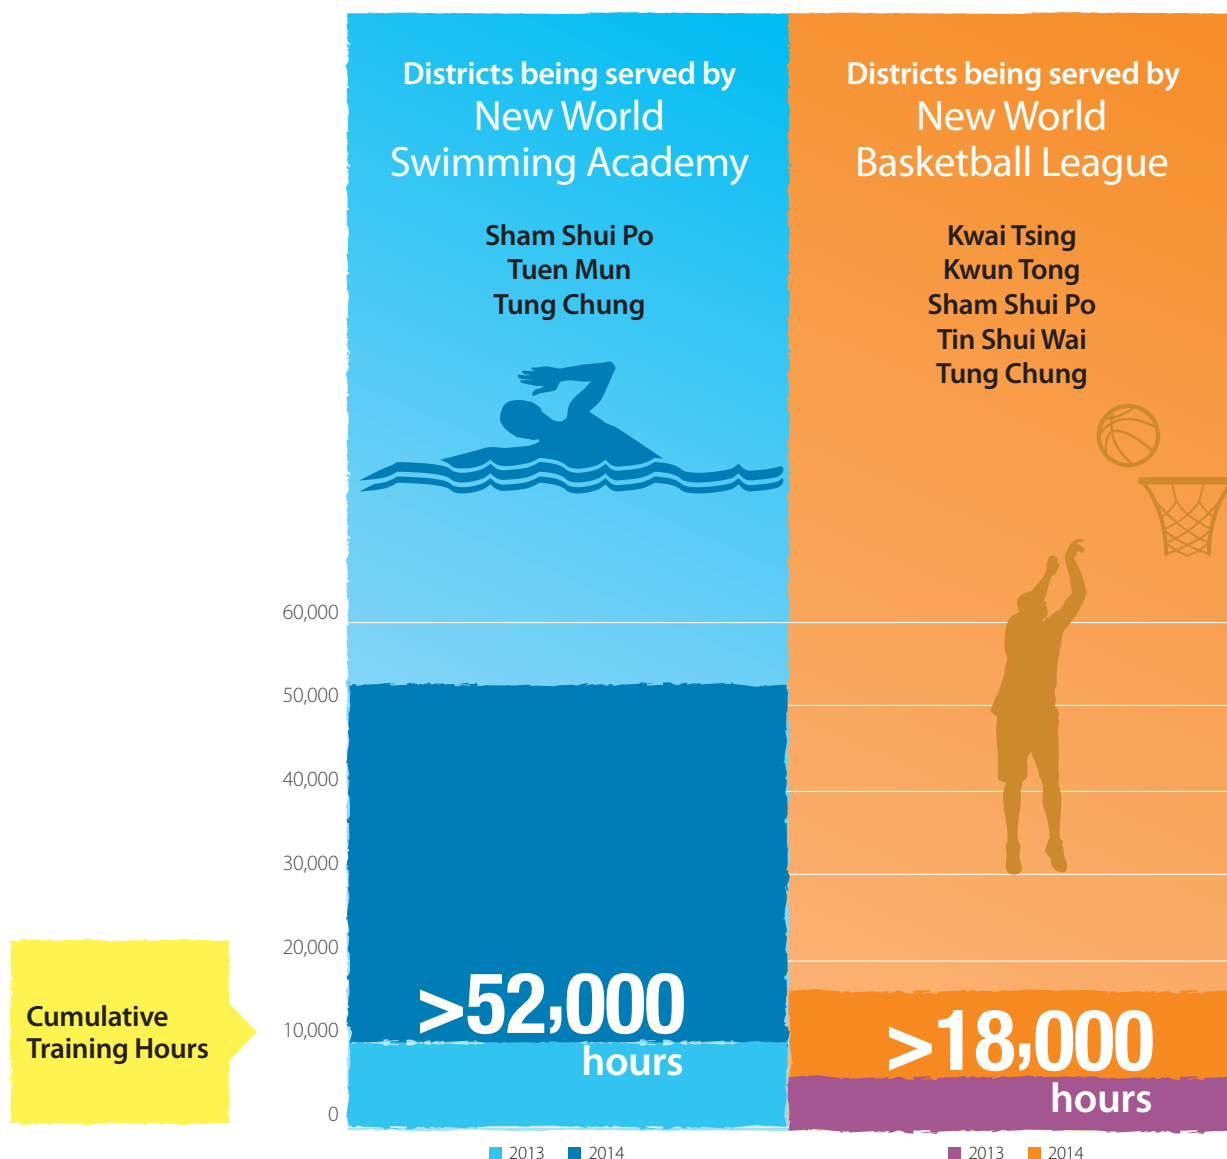 Districts being served by
New World
Swimming Academy
Sham Shui Po
Tuen Mun
Tung Chung
Districts being served by
New World
Basketball League
Kwai Tsing
Kwun Tong
Sham Shui Po
Tin Shui Wai
Tung Chung
60,000
50,000
40,000
30,000
20,000
10,000
0
Cumulative
Training Hours
>52,000
hours
>18,000
hours
2013 2014
2013 2014